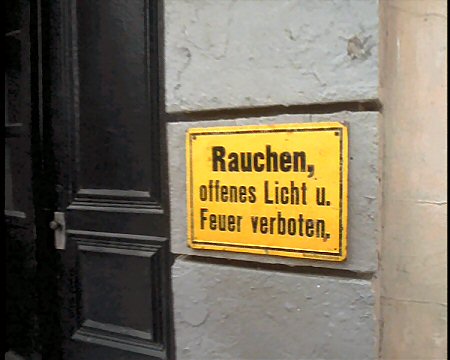 Rauchen,
offenes Licht u.
Feuer verboten.